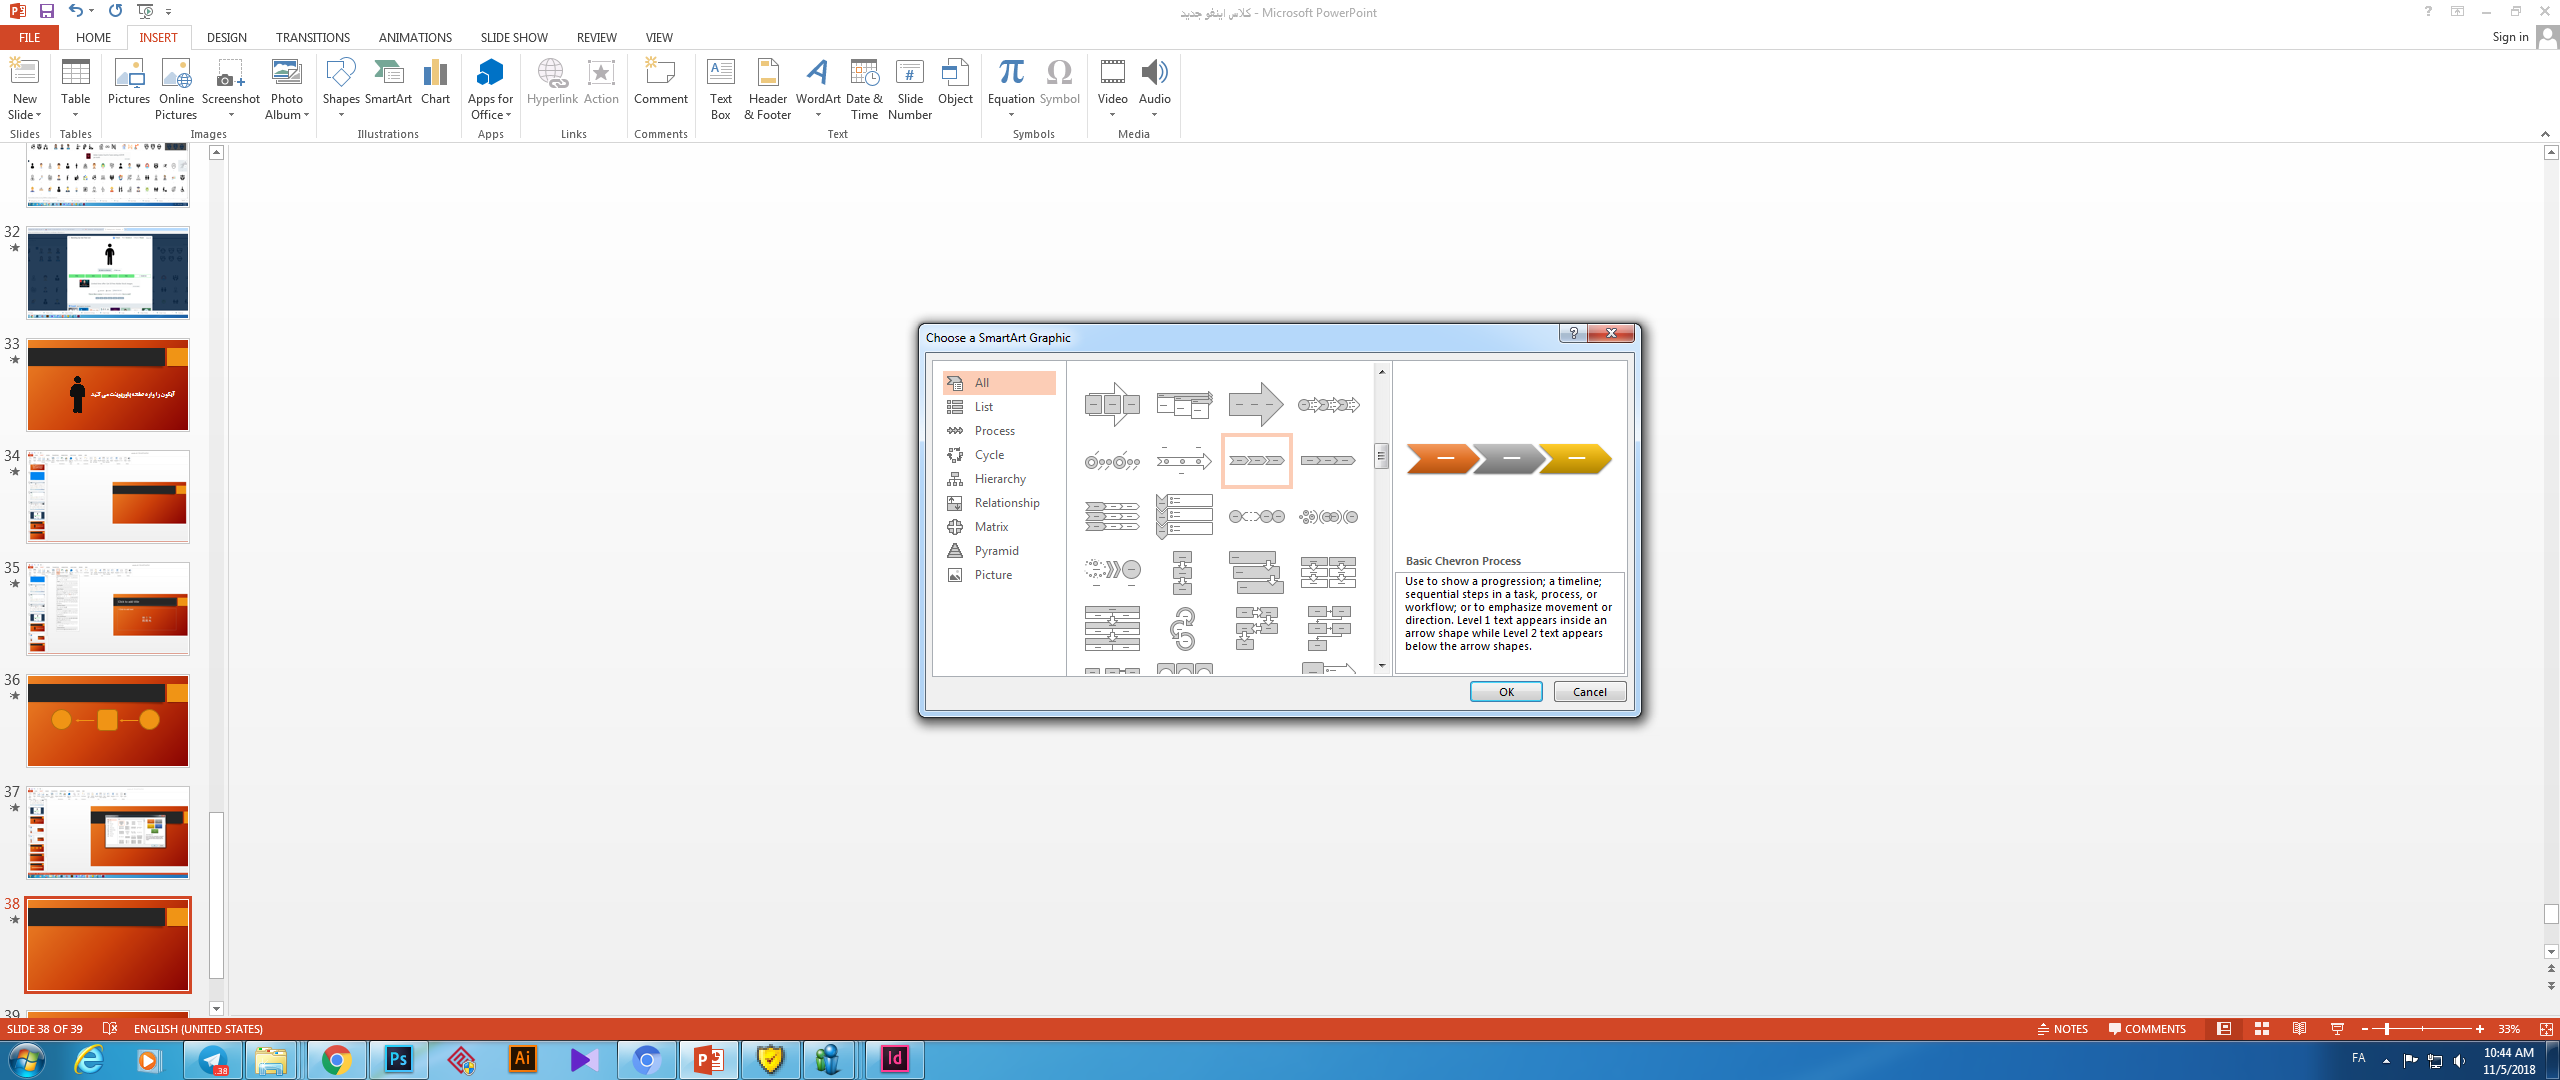 کلاس اینفو جدید - Microsoft PowerPoint
FILE
HOME
INSERT
DESIGN
TRANSITIONS
ANIMATIONS
SLIDE SHOW
REVIEW
VIEW
Sign in
New Slide
Table
Pictures
Online Pictures
Screenshot
Photo Album
Shapes
SmartArt
Chart
Apps for Office
Hyperlink
Action
Comment
Text Box
Header & Footer
WordArt
Date & Time
Slide Number
Object
Equation
Symbol
Video
Audio
Slides
Tables
Images
Illustrations
Apps
Links
Comments
Text
Symbols
Media
32
33
34
35
36
37
38
39
Choose a SmartArt Graphic
All
List
Process
Cycle
Hierarchy
Relationship
Matrix
Pyramid
Picture
Basic Chevron Process
Use to show a progression; a timeline;
sequential steps in a task, process, or
workflow; or to emphasize movement or
direction. Level 1 text appears inside an
arrow shape while Level 2 text appears
below the arrow shapes.
OK
Cancel
SLIDE 38 OF 39
ENGLISH (UNITED STATES)
NOTES
COMMENTS
33%
.38
Ps
Ai
Id
FA
10:44 AM
11/5/2018